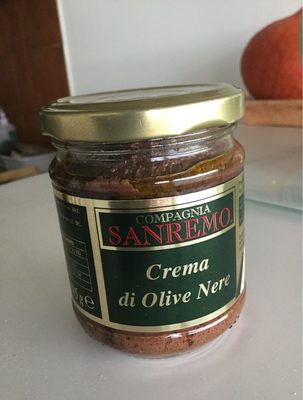 COMPAGNIA
SANREMO
Crema
di Olive Nere
g e